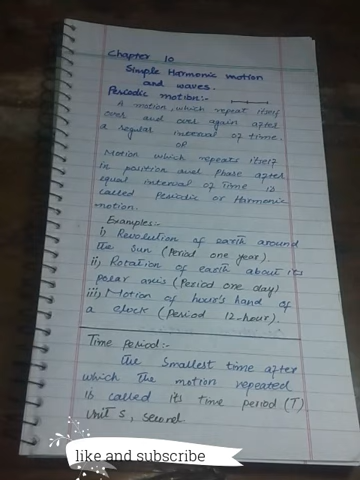 Chapter 10
Simple Harmonic motion
and waves.
Periodic motion:-
A motion, which repeat itself
over and over again after
a regular interval of time.
OR
Motion which repeats itself
in position and phase after
equal interval of Time is
called Periodic or Harmonic
motion.
Examples:-
i) Revolution of earth around
the Sun (Period one year).
ii, Rotation of earth about its
polar axis (Period one day)
iii, Motion of hour's hand of
a clock (Period 12-hour).
Time period:-
The Smallest time after
which the motion repeated
is called its time period (T)
Unit S, Second
like and subscribe